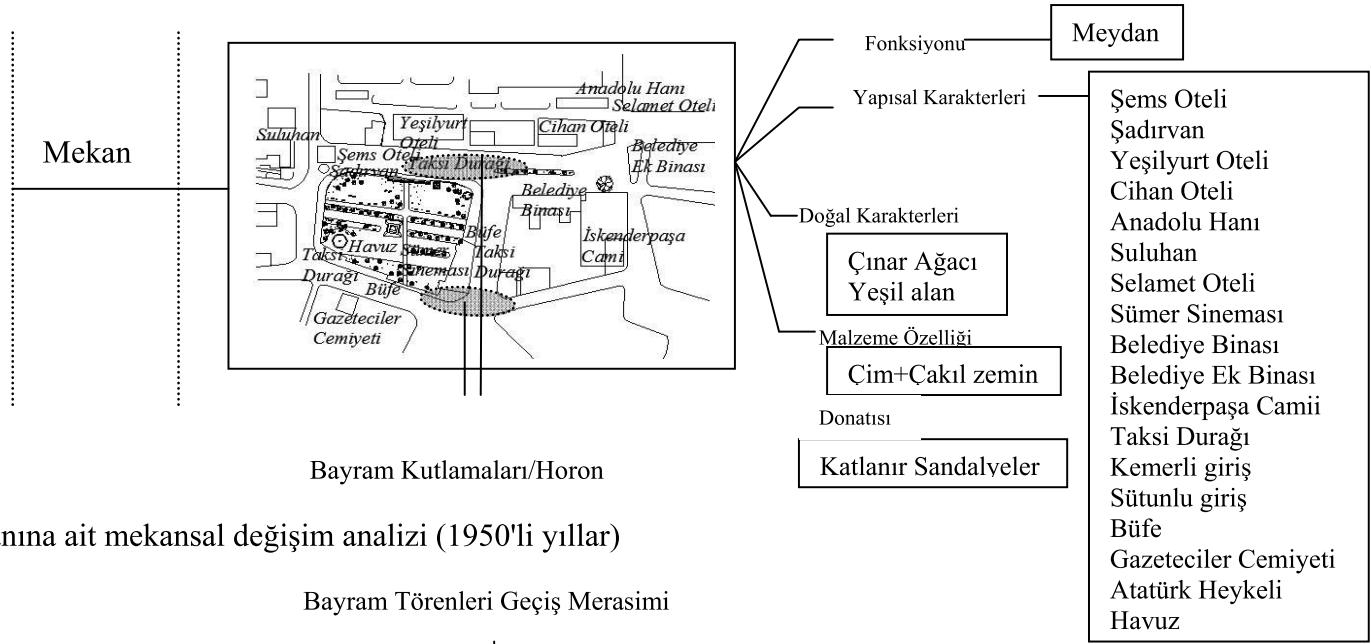 Mekan
Anadolu Hanı
Selamet Oteli
Suluhan
Yeşilyurt
Oteli
Cihan Oteli
Belediye
Ek Binası
Şems Oteli
Taksi Durağı
Şadırvan
Belediye
Binası
Büfe
İskenderpaşa
Cami
Havuz
Sümer
Sineması
Taksi
Durağı
Taksi
Durağı
Büfe
Gazeteciler
Cemiyeti
Fonksiyonu
Meydan
Yapısal Karakterleri
Şems Oteli
Şadırvan
Yeşilyurt Oteli
Cihan Oteli
Anadolu Hanı
Suluhan
Selamet Oteli
Sümer Sineması
Belediye Binası
Belediye Ek Binası
İskenderpaşa Camii
Taksi Durağı
Kemerli giriş
Sütunlu giriş
Büfe
Gazeteciler Cemiyeti
Atatürk Heykeli
Havuz
Doğal Karakterleri
Çınar Ağacı
Yeşil alan
Malzeme Özelliği
Çim+Çakıl zemin
Donatısı
Katlanır Sandalyeler
Bayram Kutlamaları/Horon
anına ait mekansal değişim analizi (1950'li yıllar)
Bayram Törenleri Geçiş Merasimi